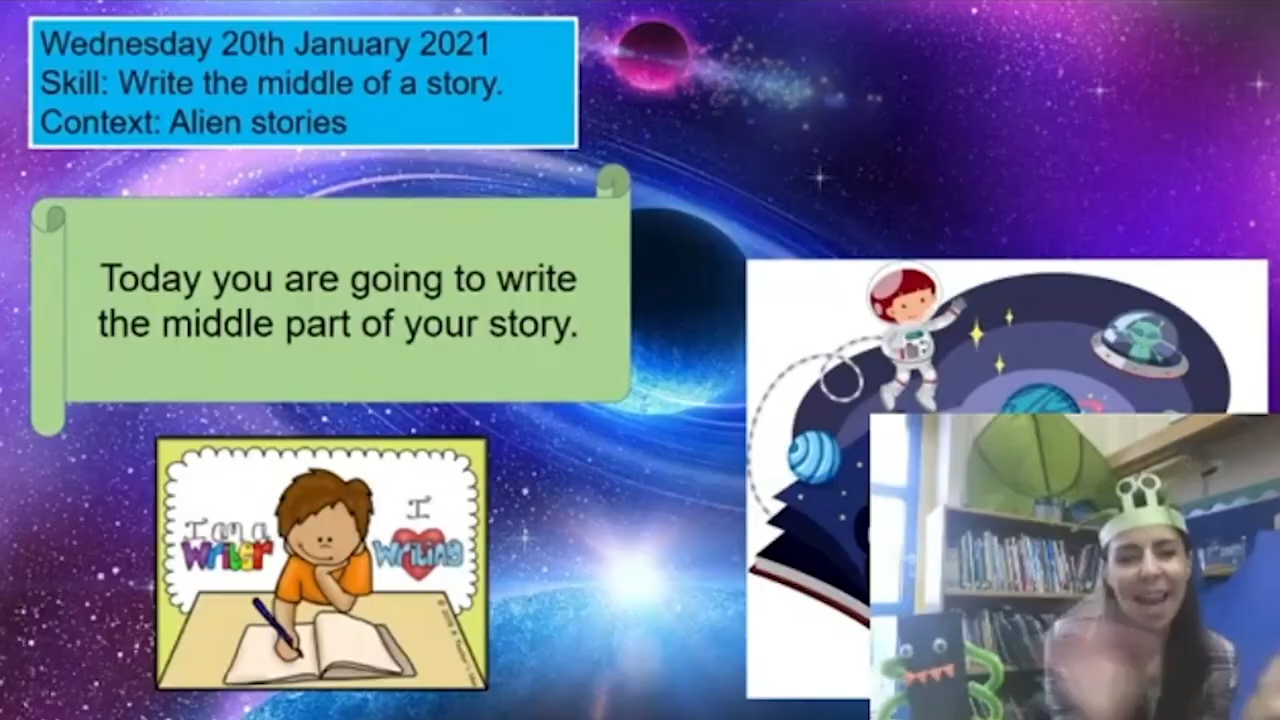 Wednesday 20th January 2021
Skill: Write the middle of a story.
Context: Alien stories
Today you are going to write
the middle part of your story.
I am a
Writer
I
Writing